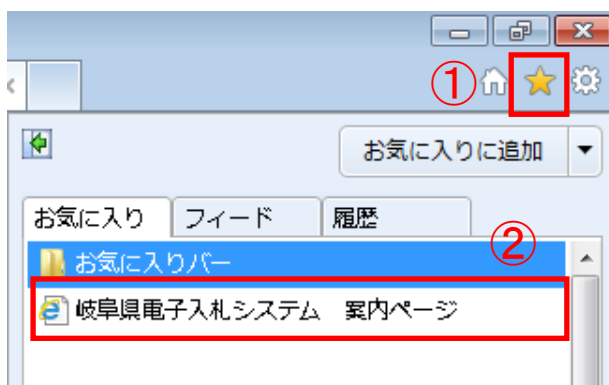 ①
お気に入りに追加
お気に入り フィード 履歴
②
お気に入りバー
岐阜県電子入札システム　案内ページ